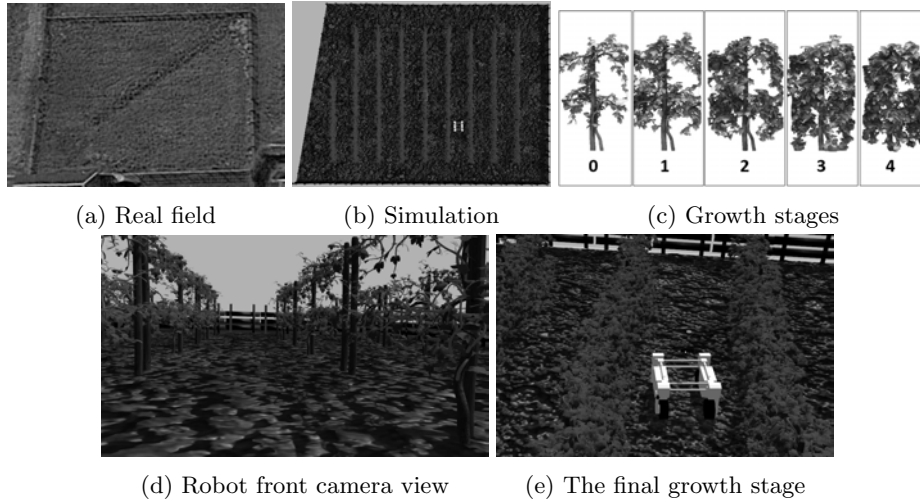 (a) Real field
(b) Simulation
0 1 2 3 4
(c) Growth stages
(d) Robot front camera view
(e) The final growth stage